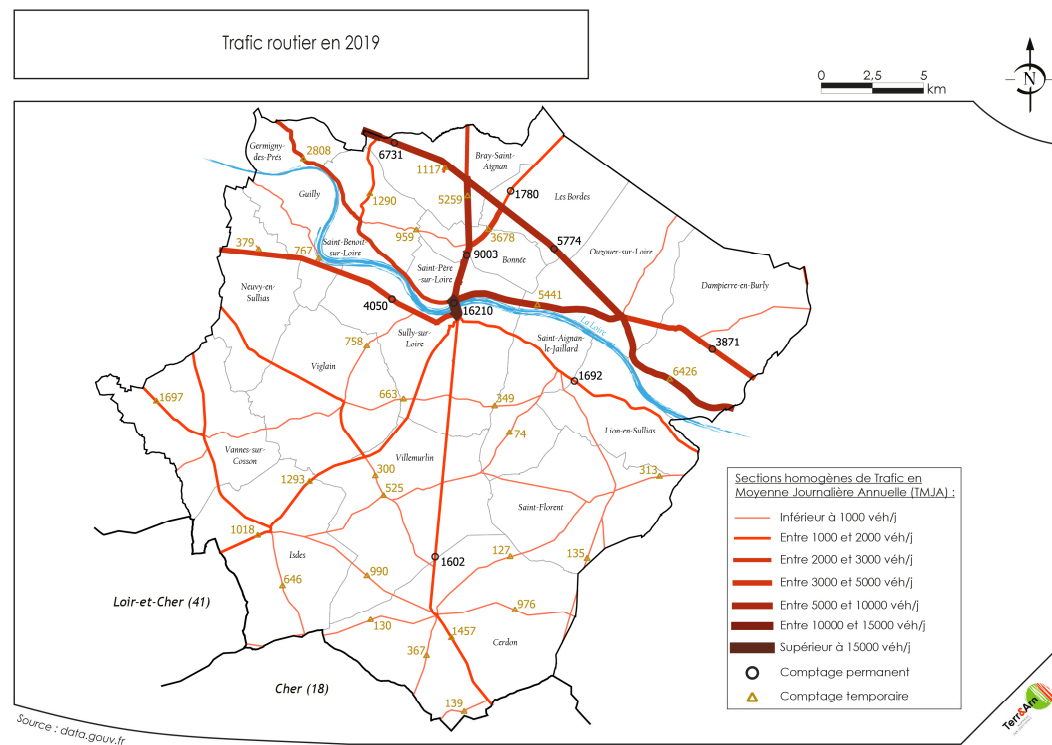 Trafic routier en 2019
0 2,5 5
km
N
Germigny-
des-Prés
2808
6731
Bray-Saint-
Aignan
1117
Guilly
1290
5259
1780
Les Bordes
959
3678
379
767
Saint-Benoit
-sur-Loire
9003
Bonnée
5774
Ouzouer-sur-Loire
Saint-Père
-sur-Loire
Neuvy-en-
Sullias
Dampierre-en-Burly
4050
16210
5441
La Loire
Sully-sur-
Loire
Saint-Aignan-
le-Jaillard
758
3871
Viglain
1692
6426
1697
663
349
74
Lion-en-Sullias
Vannes-sur-
Cosson
Villemurlin
300
1293
525
313
Saint-Florent
1018
Isdes
127
135
1602
990
646
976
Loir-et-Cher (41)
130
1457
Cerdon
367
Cher (18)
139
Sections homogènes de Trafic en
Moyenne Journalière Annuelle (TMJA) :
Inférieur à 1000 véh/j
Entre 1000 et 2000 véh/j
Entre 2000 et 3000 véh/j
Entre 3000 et 5000 véh/j
Entre 5000 et 10000 véh/j
Entre 10000 et 15000 véh/j
Supérieur à 15000 véh/j
Comptage permanent
Comptage temporaire
Source : data.gouv.fr
Terr&Am